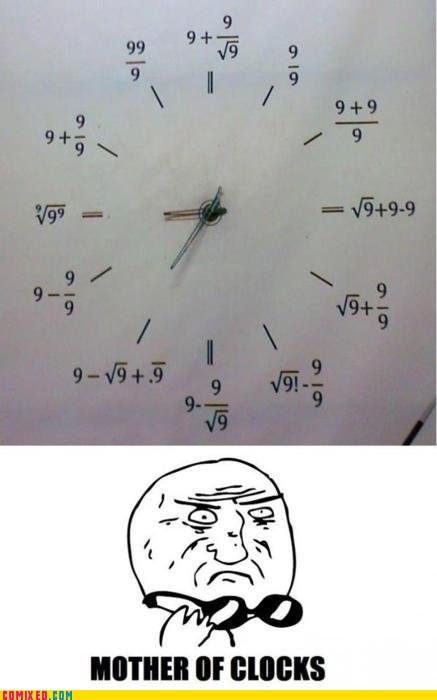 9 + 9/√9
99/9
9/9
9 + 9/9
9 + 9/9
⁹√9⁹
√9+9-9
9 − 9/9
√9+9/9
9 − √9 + .9̅
9- 9/√9
√9!- 9/9
MOTHER OF CLOCKS
COMIXED.COM